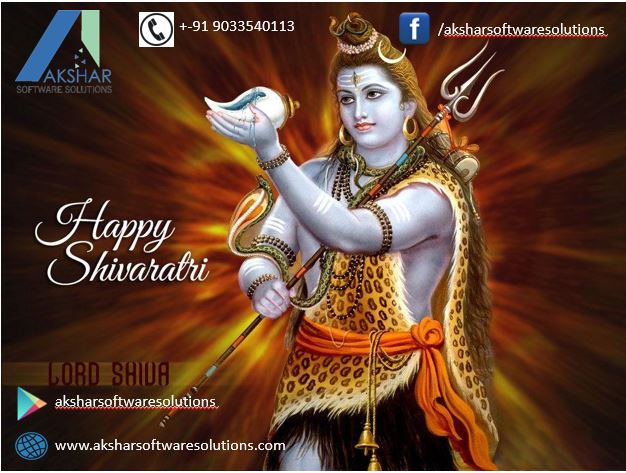 AKSHAR
SOFTWARE SOLUTIONS
+-91 9033540113
/aksharsoftwaresolutions
Happy
Shivaratri
LORD SHIVA
aksharsoftwaresolutions
www.aksharsoftwaresolutions.com